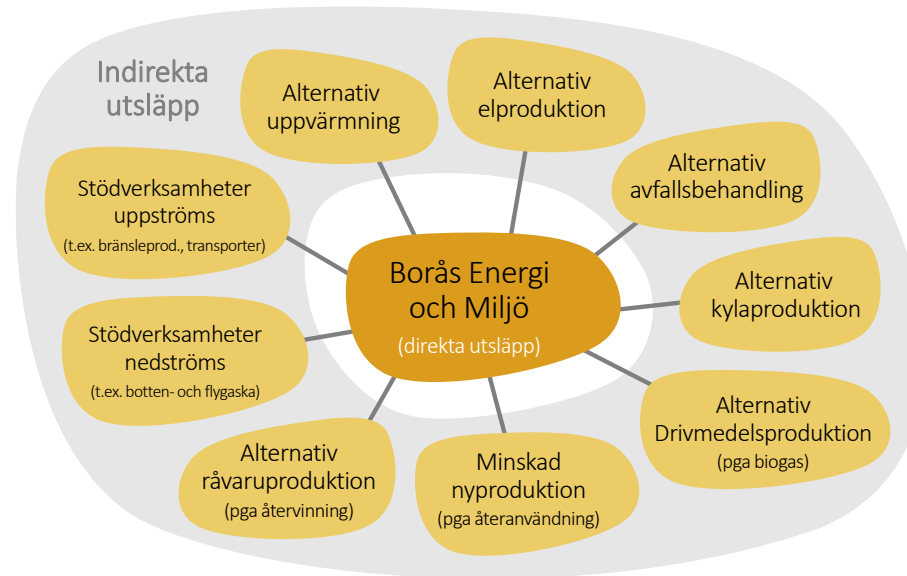 Indirekta
utsläpp
Alternativ
uppvärmning
Alternativ
elproduktion
Alternativ
avfallsbehandling
Stödverksamheter
uppströms
(t.ex. bränsleprod., transporter)
Borås Energi
och Miljö
(direkta utsläpp)
Alternativ
kylaproduktion
Stödverksamheter
nedströms
(t.ex. botten- och flygaska)
Alternativ
Drivmedelsproduktion
(pga biogas)
Alternativ
råvaruproduktion
(pga återvinning)
Minskad
nyproduktion
(pga återanvändning)